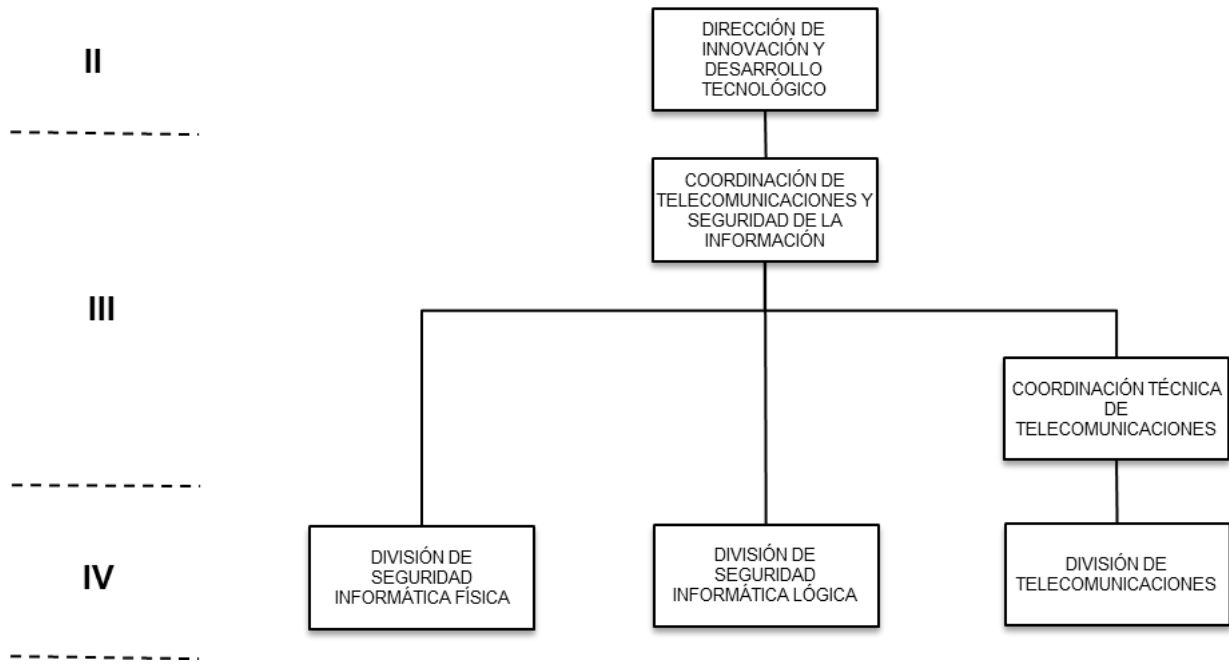 II
DIRECCIÓN DE
INNOVACIÓN Y
DESARROLLO
TECNOLÓGICO
COORDINACIÓN DE
TELECOMUNICACIONES Y
SEGURIDAD DE LA
INFORMACIÓN
III
COORDINACIÓN TÉCNICA
DE
TELECOMUNICACIONES
IV
DIVISIÓN DE
SEGURIDAD
INFORMÁTICA FÍSICA
DIVISIÓN DE
SEGURIDAD
INFORMÁTICA LÓGICA
DIVISIÓN DE
TELECOMUNICACIONES